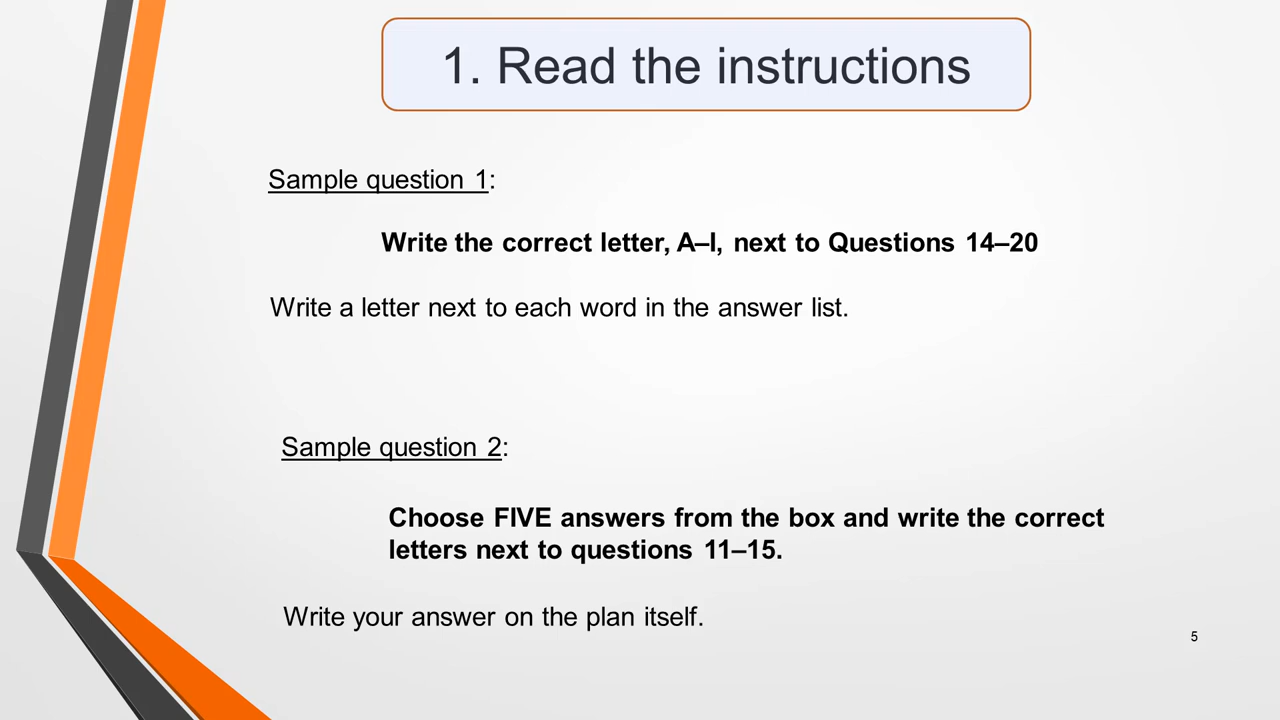 1. Read the instructions
Sample question 1:
Write the correct letter, A–I, next to Questions 14–20
Write a letter next to each word in the answer list.
Sample question 2:
Choose FIVE answers from the box and write the correct
letters next to questions 11–15.
Write your answer on the plan itself.
5